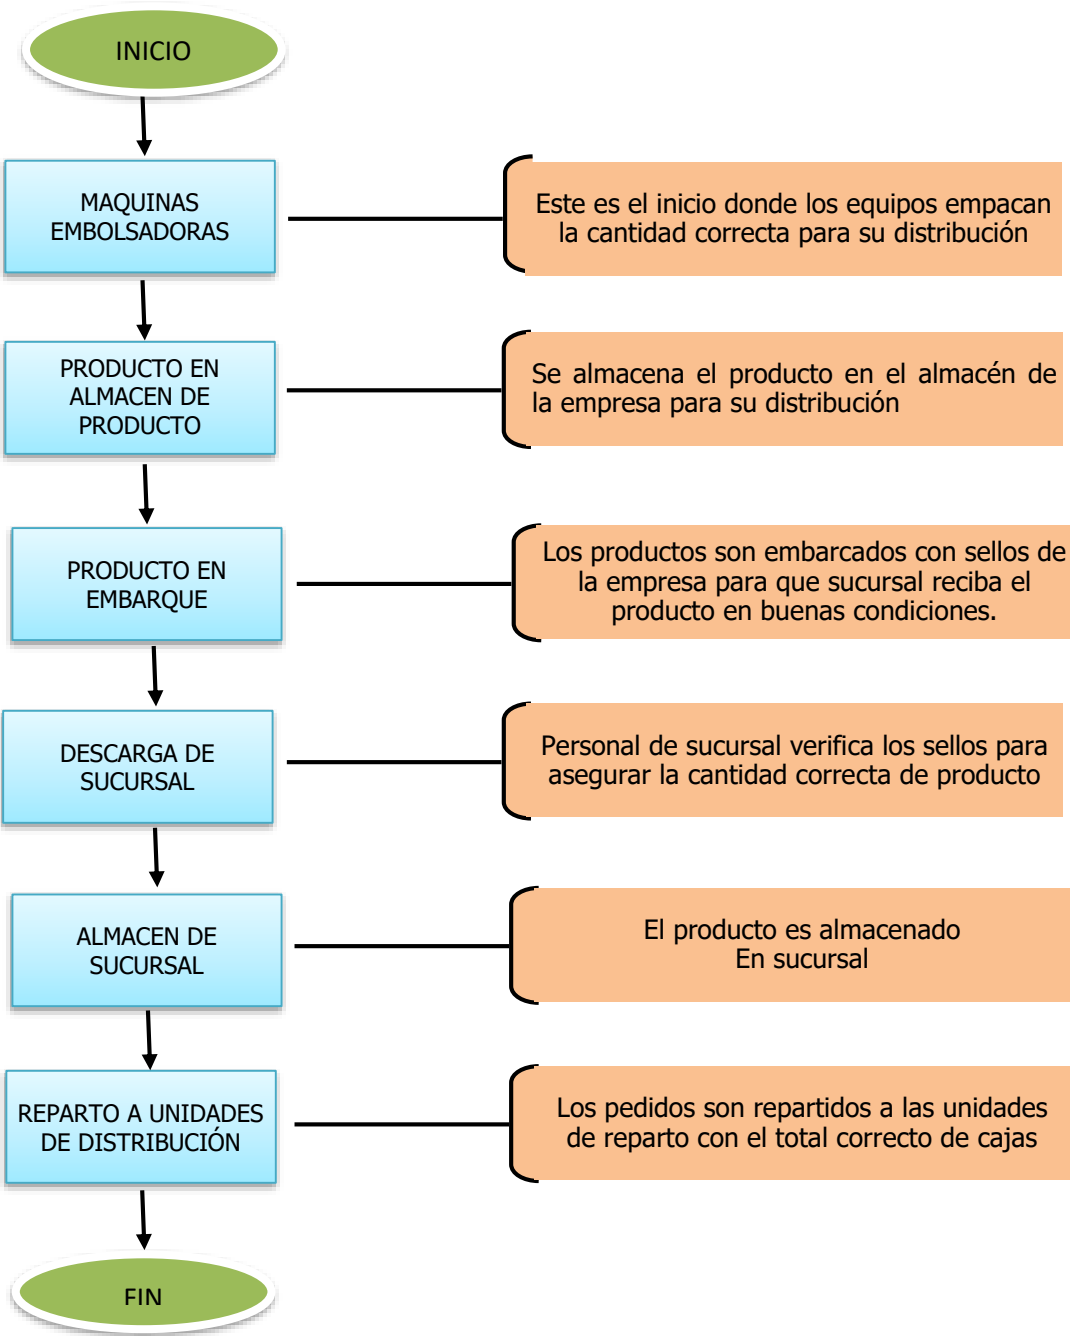 INICIO
MAQUINAS
EMBOLSADORAS
Este es el inicio donde los equipos empacan
la cantidad correcta para su distribución
PRODUCTO EN
ALMACEN DE
PRODUCTO
Se almacena el producto en el almacén de
la empresa para su distribución
PRODUCTO EN
EMBARQUE
Los productos son embarcados con sellos de
la empresa para que sucursal reciba el
producto en buenas condiciones.
DESCARGA DE
SUCURSAL
Personal de sucursal verifica los sellos para
asegurar la cantidad correcta de producto
ALMACEN DE
SUCURSAL
El producto es almacenado
En sucursal
REPARTO A UNIDADES
DE DISTRIBUCIÓN
Los pedidos son repartidos a las unidades
de reparto con el total correcto de cajas
FIN